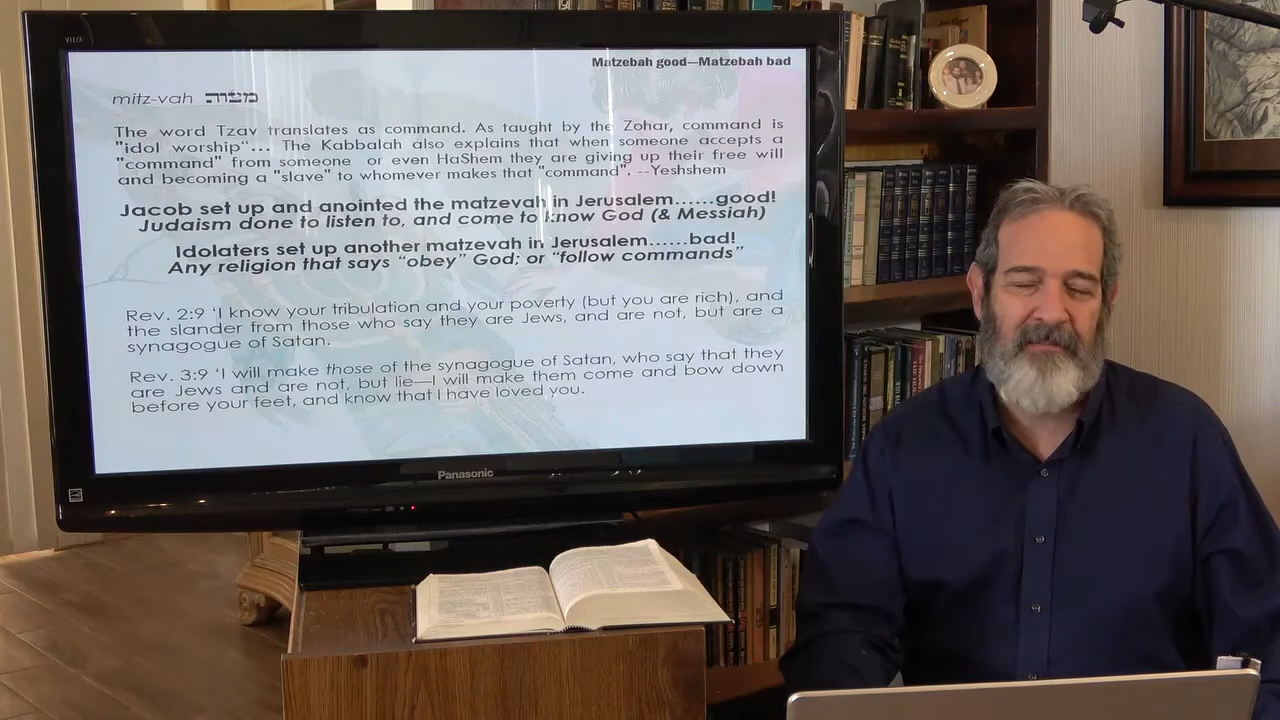 Matzebah good—Matzebah bad
mitz-vah מצוה
The word Tzav translates as command. As taught by the Zohar, command is
"idol worship"... The Kabbalah also explains that when someone accepts a
"command" from someone or even HaShem they are giving up their free will
and becoming a "slave" to whomever makes that "command". --Yeshshem
Jacob set up and anointed the matzevah in Jerusalem......good!
Judaism done to listen to, and come to know God (& Messiah)
Idolaters set up another matzevah in Jerusalem......bad!
Any religion that says "obey" God; or "follow commands"
Rev. 2:9 'I know your tribulation and your poverty (but you are rich), and
the slander from those who say they are Jews, and are not, but are a
synagogue of Satan.
Rev. 3:9 'I will make those of the synagogue of Satan, who say that they
are Jews and are not, but lie—I will make them come and bow down
before your feet, and know that I have loved you.
Panasonic